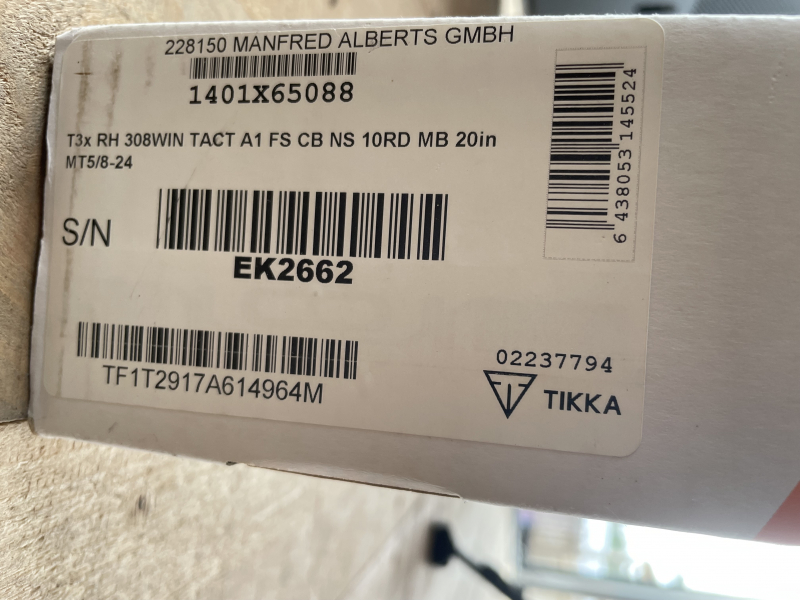 228150 MANFRED ALBERTS GMBH
1401X65088
T3x RH 308WIN TACT A1 FS CB NS 10RD MB 20in
MT5/8-24
S/N
EK2662
TF1T2917A614964M
6 438053 145524
02237794
TIKKA